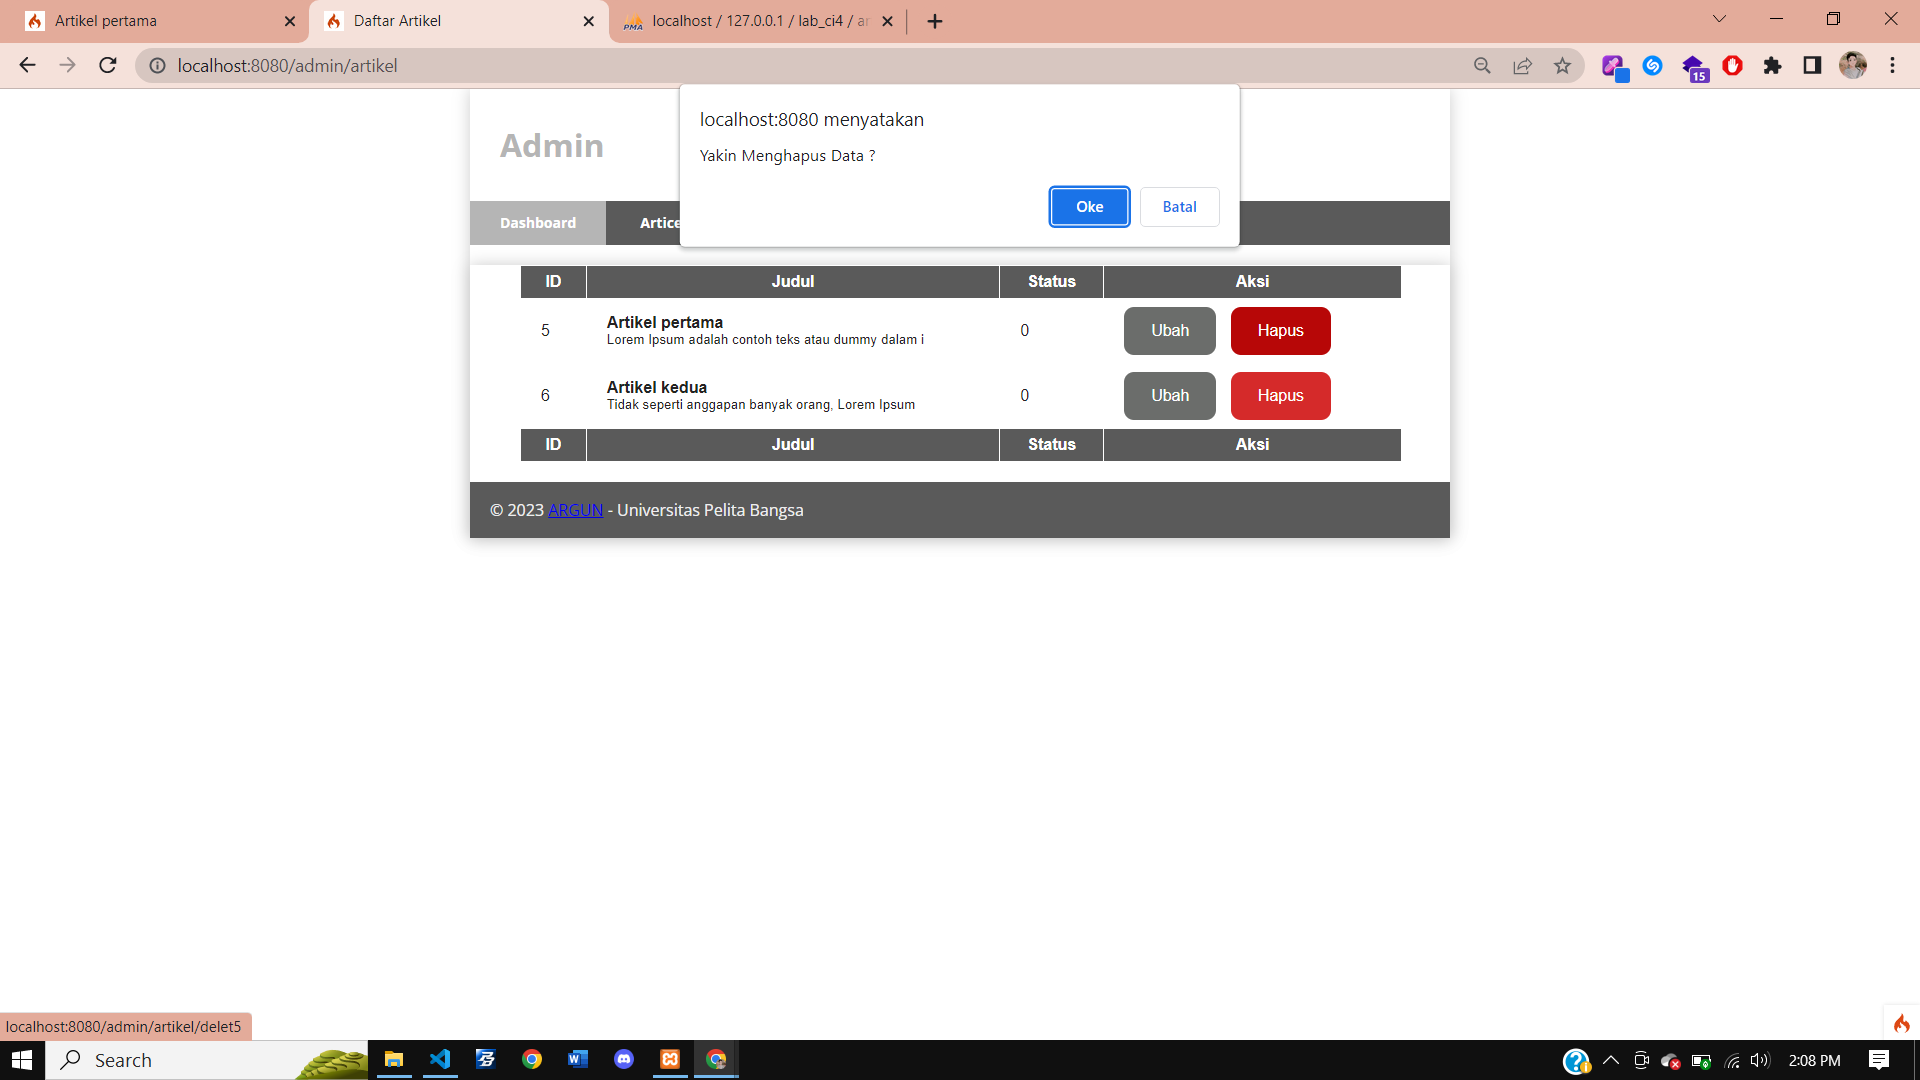 Artikel pertama
Daftar Artikel
localhost / 127.0.0.1 / lab_ci4 / ar
localhost:8080/admin/artikel
15
localhost:8080 menyatakan
Yakin Menghapus Data ?
Oke Batal
Admin
Dashboard Artice
ID Judul Status Aksi
5 Artikel pertama 0 Ubah Hapus
Lorem Ipsum adalah contoh teks atau dummy dalam i
6 Artikel kedua 0 Ubah Hapus
Tidak seperti anggapan banyak orang, Lorem Ipsum
ID Judul Status Aksi
© 2023 ARGUN - Universitas Pelita Bangsa
localhost:8080/admin/artikel/delet5
Search
2:08 PM